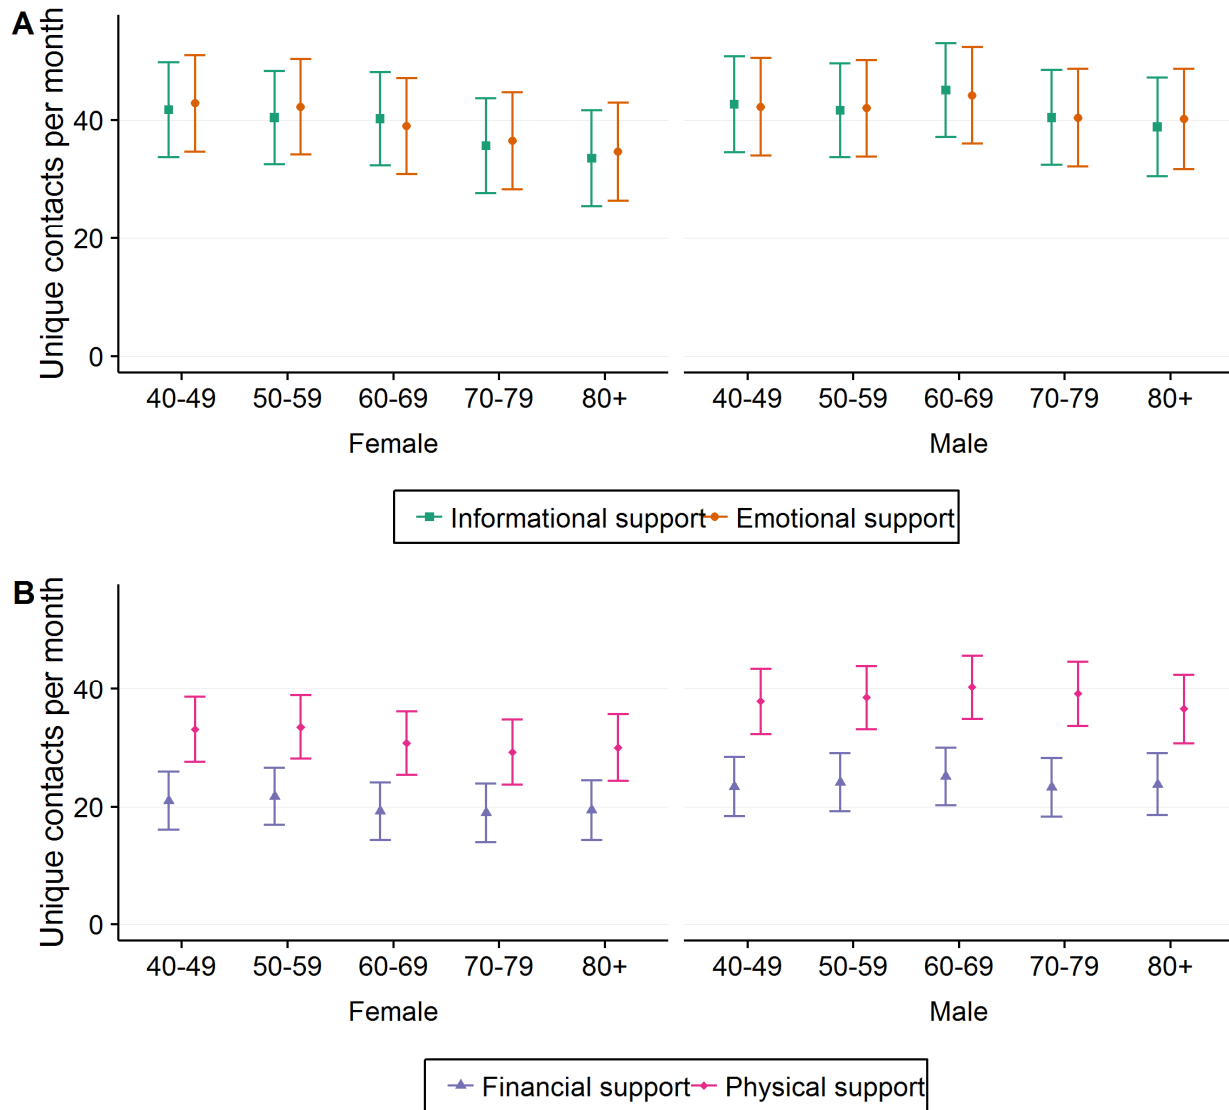 A
Unique contacts per month
40
20
0
40-49 50-59 60-69 70-79 80+ 40-49 50-59 60-69 70-79 80+
Female Male
Informational support Emotional support
B
Unique contacts per month
40
20
0
40-49 50-59 60-69 70-79 80+ 40-49 50-59 60-69 70-79 80+
Female Male
Financial support Physical support